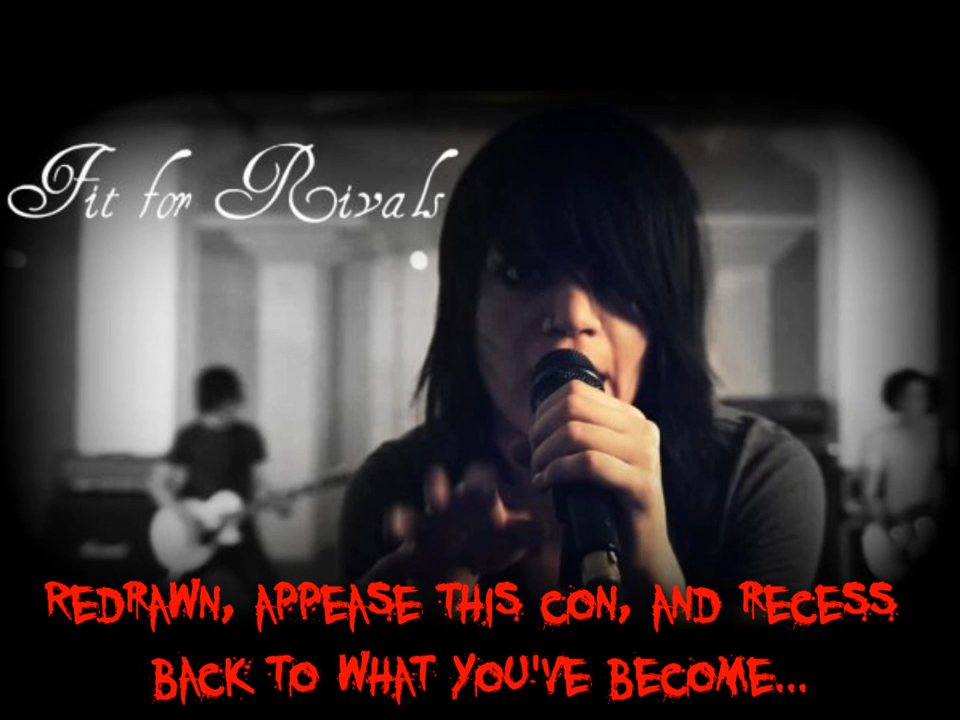 Fit for Rivals
REDRAWN, APPEASE THIS CON, AND RECESS
BACK TO WHAT YOU'VE BECOME...